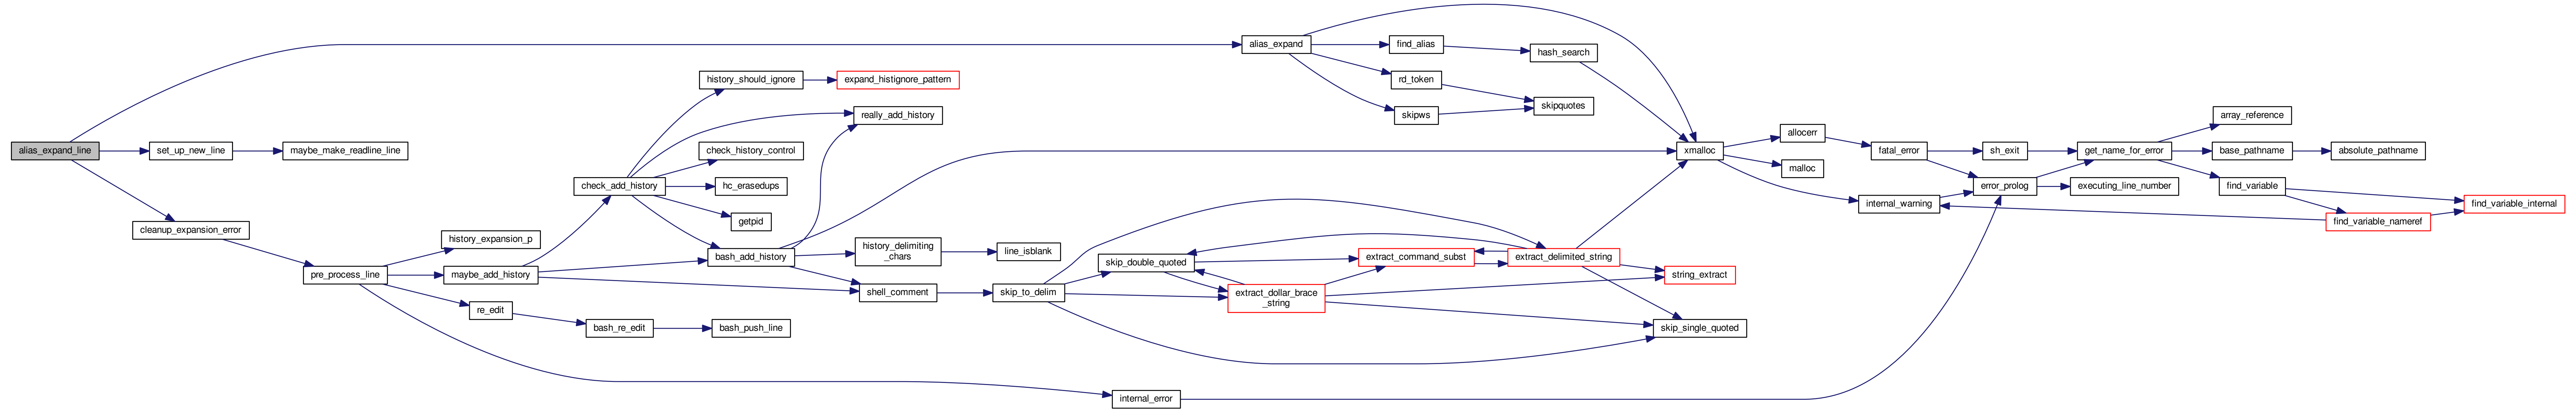 alias_expand_line
set_up_new_line
cleanup_expansion_error
maybe_make_readline_line
pre_process_line
history_expansion_p
maybe_add_history
re_edit
check_add_history
bash_re_edit
history_should_ignore
check_history_control
hc_erasedups
getpid
bash_add_history
bash_push_line
expand_histignore_pattern
really_add_history
history_delimiting
_chars
shell_comment
line_isblank
skip_to_delim
skip_double_quoted
internal_error
alias_expand
extract_dollar_brace
_string
find_alias
rd_token
skipws
extract_command_subst
hash_search
skipquotes
extract_delimited_string
xmalloc
string_extract
skip_single_quoted
allocerr
malloc
fatal_error
internal_warning
sh_exit
error_prolog
get_name_for_error
executing_line_number
array_reference
base_pathname
find_variable
absolute_pathname
find_variable_nameref
find_variable_internal